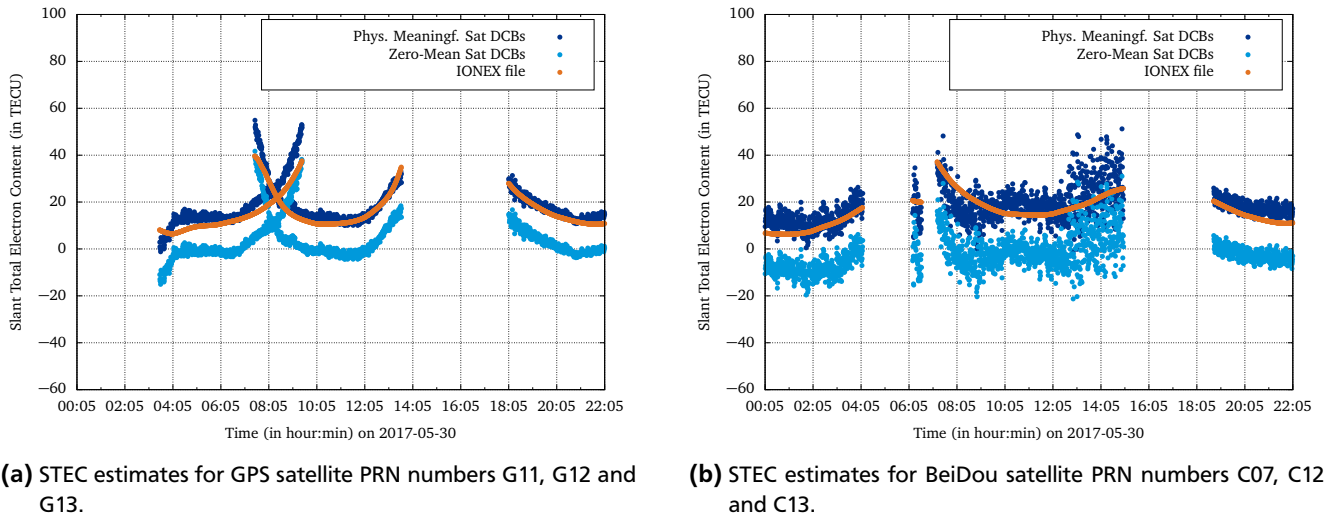 100
80
60
40
20
0
−20
−40
−60
Slant Total Electron Content (in TECU)
Phys. Meaningf. Sat DCBs
Zero-Mean Sat DCBs
IONEX file
00:05 02:05 04:05 06:05 08:05 10:05 12:05 14:05 16:05 18:05 20:05 22:05
Time (in hour:min) on 2017-05-30
(a) STEC estimates for GPS satellite PRN numbers G11, G12 and
G13.
100
80
60
40
20
0
−20
−40
−60
Slant Total Electron Content (in TECU)
Phys. Meaningf. Sat DCBs
Zero-Mean Sat DCBs
IONEX file
00:05 02:05 04:05 06:05 08:05 10:05 12:05 14:05 16:05 18:05 20:05 22:05
Time (in hour:min) on 2017-05-30
(b) STEC estimates for BeiDou satellite PRN numbers C07, C12
and C13.